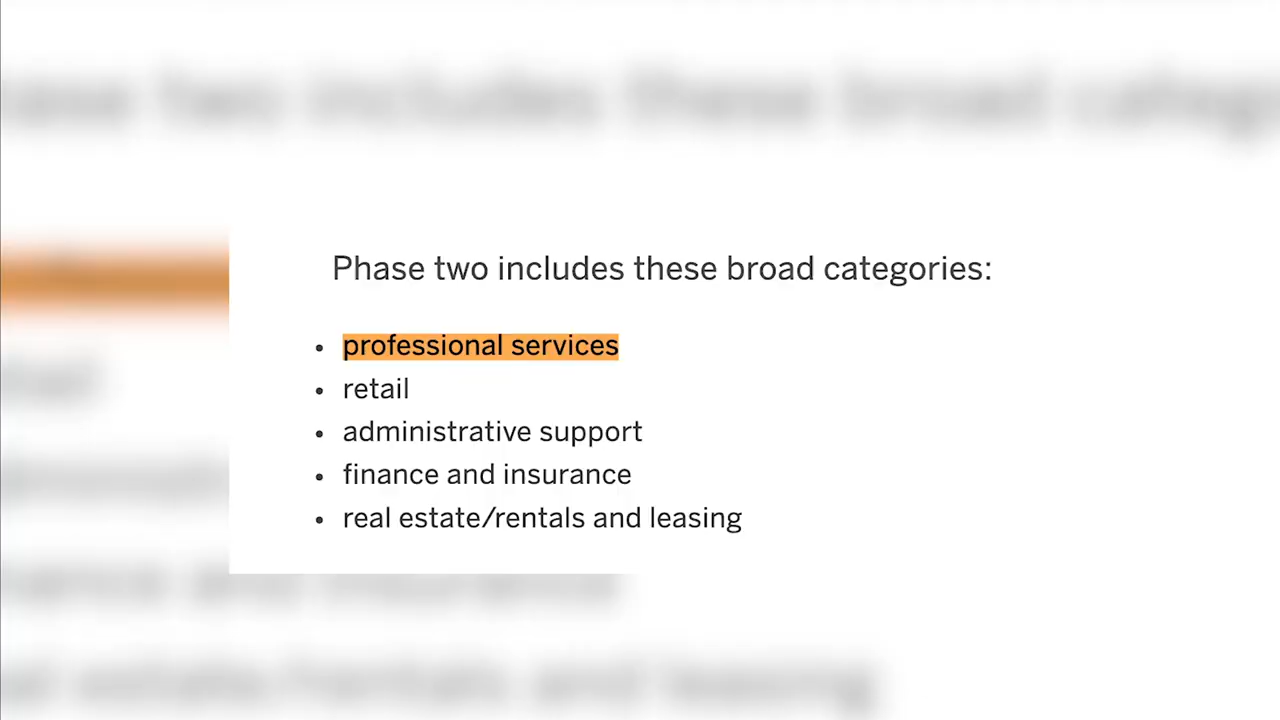 Phase two includes these broad categories:
professional services
retail
administrative support
finance and insurance
real estate/rentals and leasing